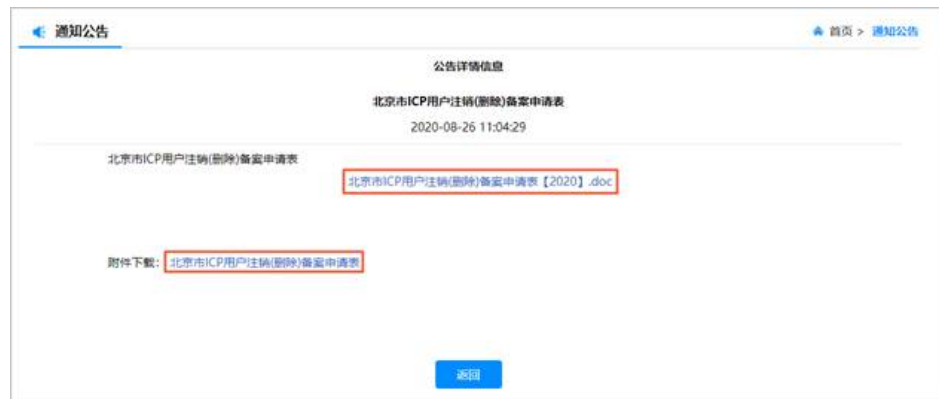 通知公告
首页 > 通知公告
公告详情信息
北京市ICP用户注销(删除)备案申请表
2020-08-26 11:04:29
北京市ICP用户注销(删除)备案申请表
北京市ICP用户注销(删除)备案申请表【2020】.doc
附件下载： 北京市ICP用户注销(删除)备案申请表
返回